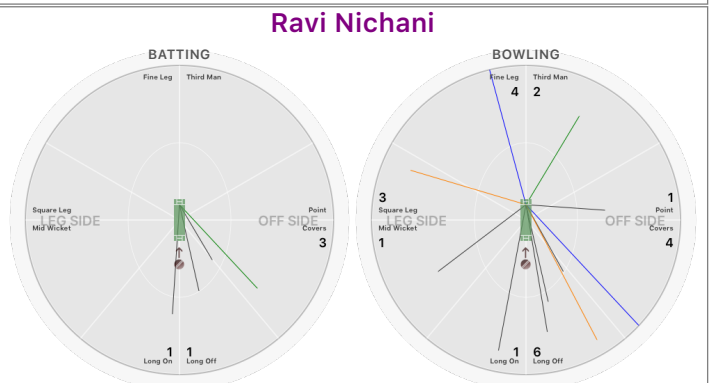 Ravi Nichani
BATTING
Fine Leg Third Man
Square Leg Point
LEG SIDE OFF SIDE
Mid Wicket Covers
3
1 1
Long On Long Off
BOWLING
Fine Leg Third Man
4 2
3 1
Square Leg Point
LEG SIDE OFF SIDE
Mid Wicket Covers
1 4
1 6
Long On Long Off